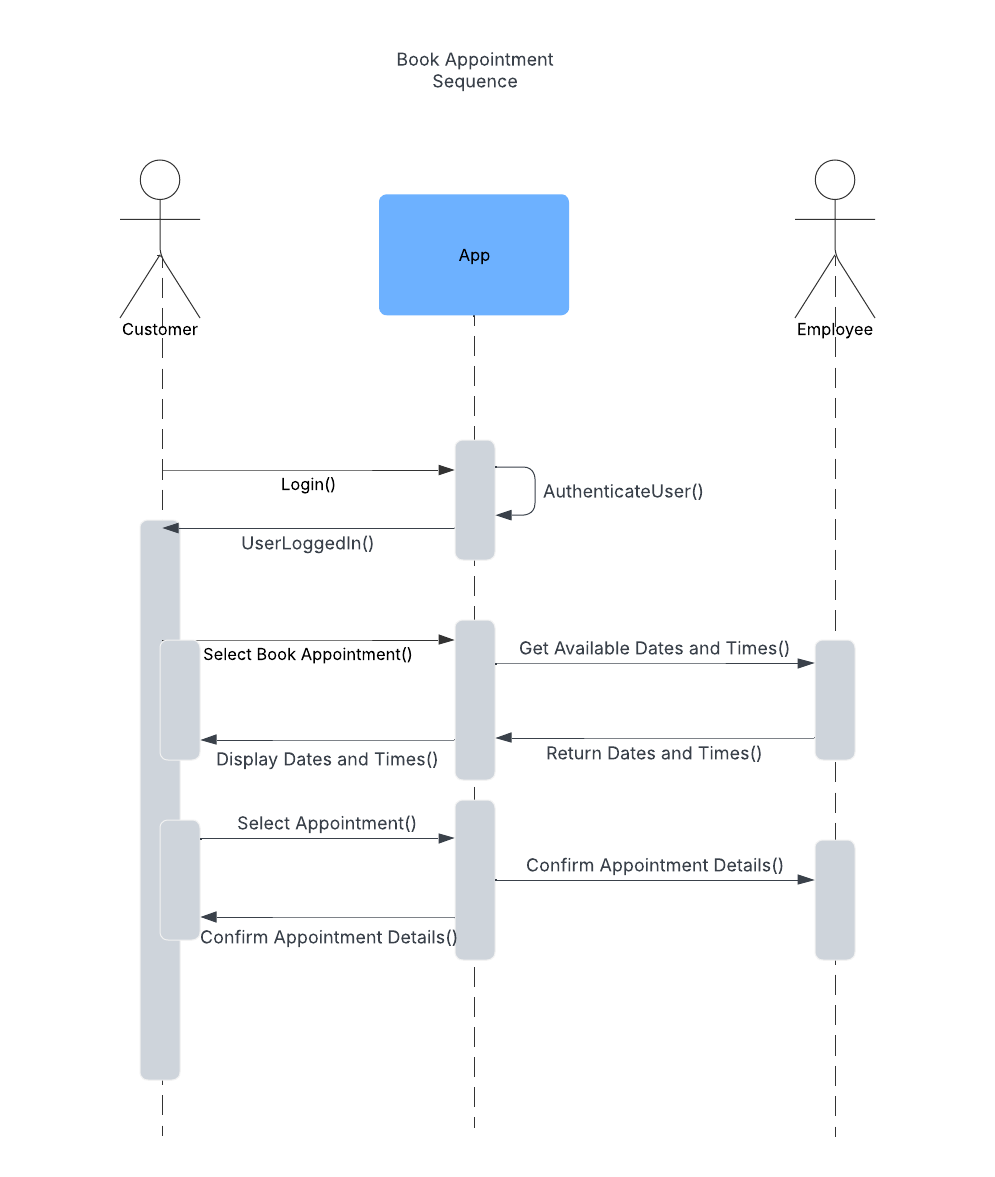 Book Appointment
Sequence
App
Customer
Employee
Login()
AuthenticateUser()
UserLoggedIn()
Select Book Appointment()
Get Available Dates and Times()
Display Dates and Times()
Return Dates and Times()
Select Appointment()
Confirm Appointment Details()
Confirm Appointment Details()